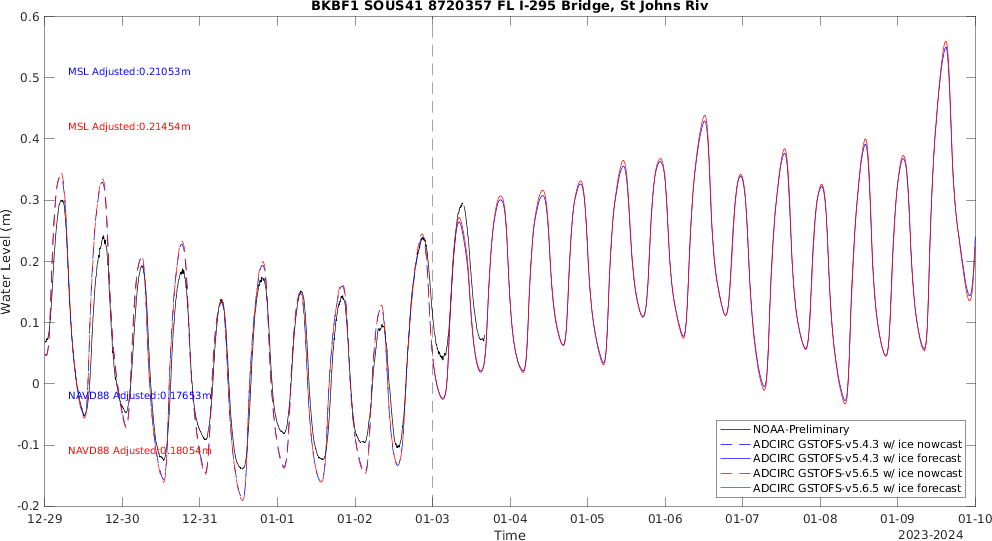 BKBF1 SOUS41 8720357 FL I-295 Bridge, St Johns Riv
0.6
0.5
0.4
0.3
0.2
0.1
0
-0.1
-0.2
Water Level (m)
MSL Adjusted:0.21053m
MSL Adjusted:0.21454m
NAVD88 Adjusted:0.17653m
NAVD88 Adjusted:0.18054m
NOAA-Preliminary
ADCIRC GSTOFS-v5.4.3 w/ ice nowcast
ADCIRC GSTOFS-v5.4.3 w/ ice forecast
ADCIRC GSTOFS-v5.6.5 w/ ice nowcast
ADCIRC GSTOFS-v5.6.5 w/ ice forecast
12-29 12-30 12-31 01-01 01-02 01-03 01-04 01-05 01-06 01-07 01-08 01-09 01-10
Time
2023-2024